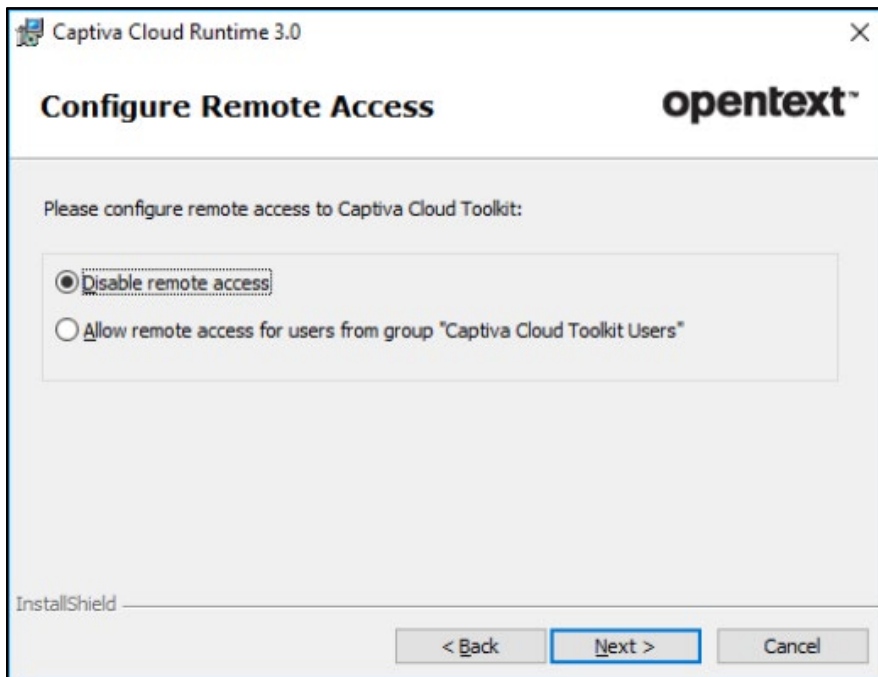 Captiva Cloud Runtime 3.0
Configure Remote Access
opentext™
Please configure remote access to Captiva Cloud Toolkit:
Disable remote access
Allow remote access for users from group "Captiva Cloud Toolkit Users"
InstallShield
< Back
Next >
Cancel